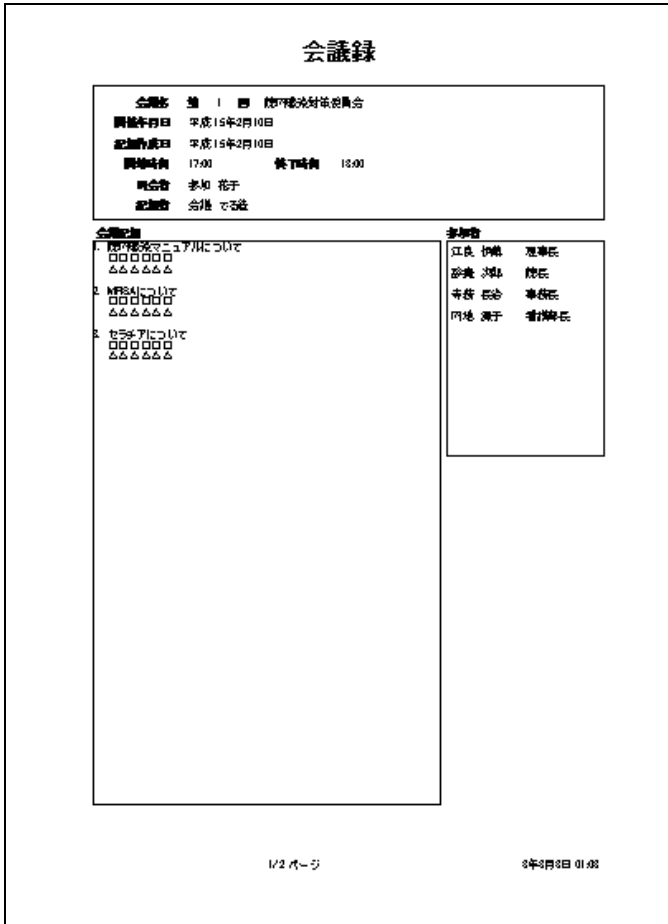 会議録
会議名 第 1 回 院内感染対策委員会
開催年月日 平成15年2月10日
記録作成日 平成15年2月10日
開始時間 17:00 終了時間 18:00
司会者 参加 花子
記録者 会議 でる造
会議記録
1. 院内感染マニュアルについて
□□□□□□
△△△△△△
2. MRSAについて
□□□□□□
△△△△△△
3. セラチアについて
□□□□□□
△△△△△△
参加者
江良 理事長
院長
事務長
看護部長
1/2 ページ